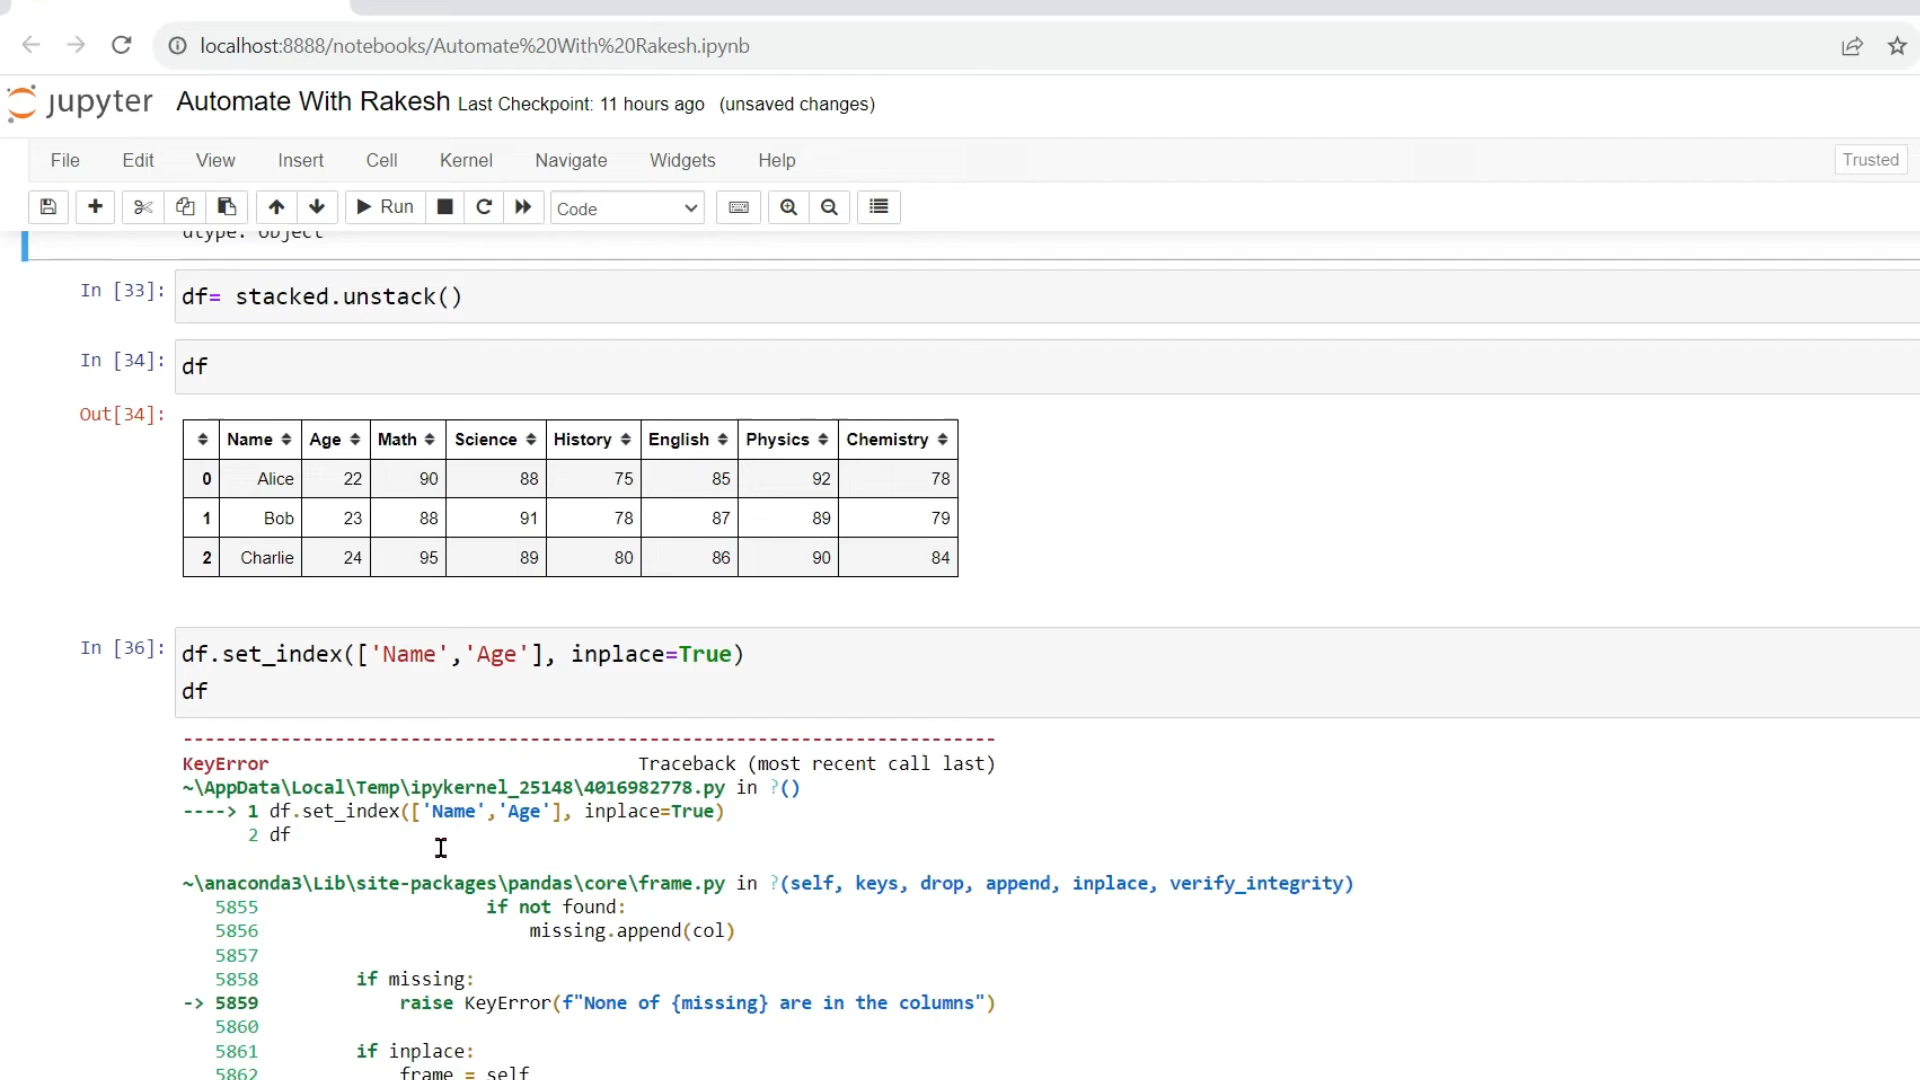 localhost:8888/notebooks/Automate%20With%20Rakesh.ipynb
jupyter Automate With Rakesh Last Checkpoint: 11 hours ago (unsaved changes)
File Edit View Insert Cell Kernel Navigate Widgets Help Trusted
Run Code
dtype: object
In [33]: df= stacked.unstack()
In [34]: df
Out[34]:
Name Age Math Science History English Physics Chemistry
0 Alice 22 90 88 75 85 92 78
1 Bob 23 88 91 78 87 89 79
2 Charlie 24 95 89 80 86 90 84
In [36]: df.set_index(['Name','Age'], inplace=True)
df
---------------------------------------------------------------------------
KeyError Traceback (most recent call last)
~\AppData\Local\Temp\ipykernel_25148\4016982778.py in ?()
----> 1 df.set_index(['Name','Age'], inplace=True)
2 df
~\anaconda3\Lib\site-packages\pandas\core\frame.py in ?(self, keys, drop, append, inplace, verify_integrity)
5855 if not found:
5856 missing.append(col)
5857
5858 if missing:
-> 5859 raise KeyError(f"None of {missing} are in the columns")
5860
5861 if inplace:
5862 frame = self